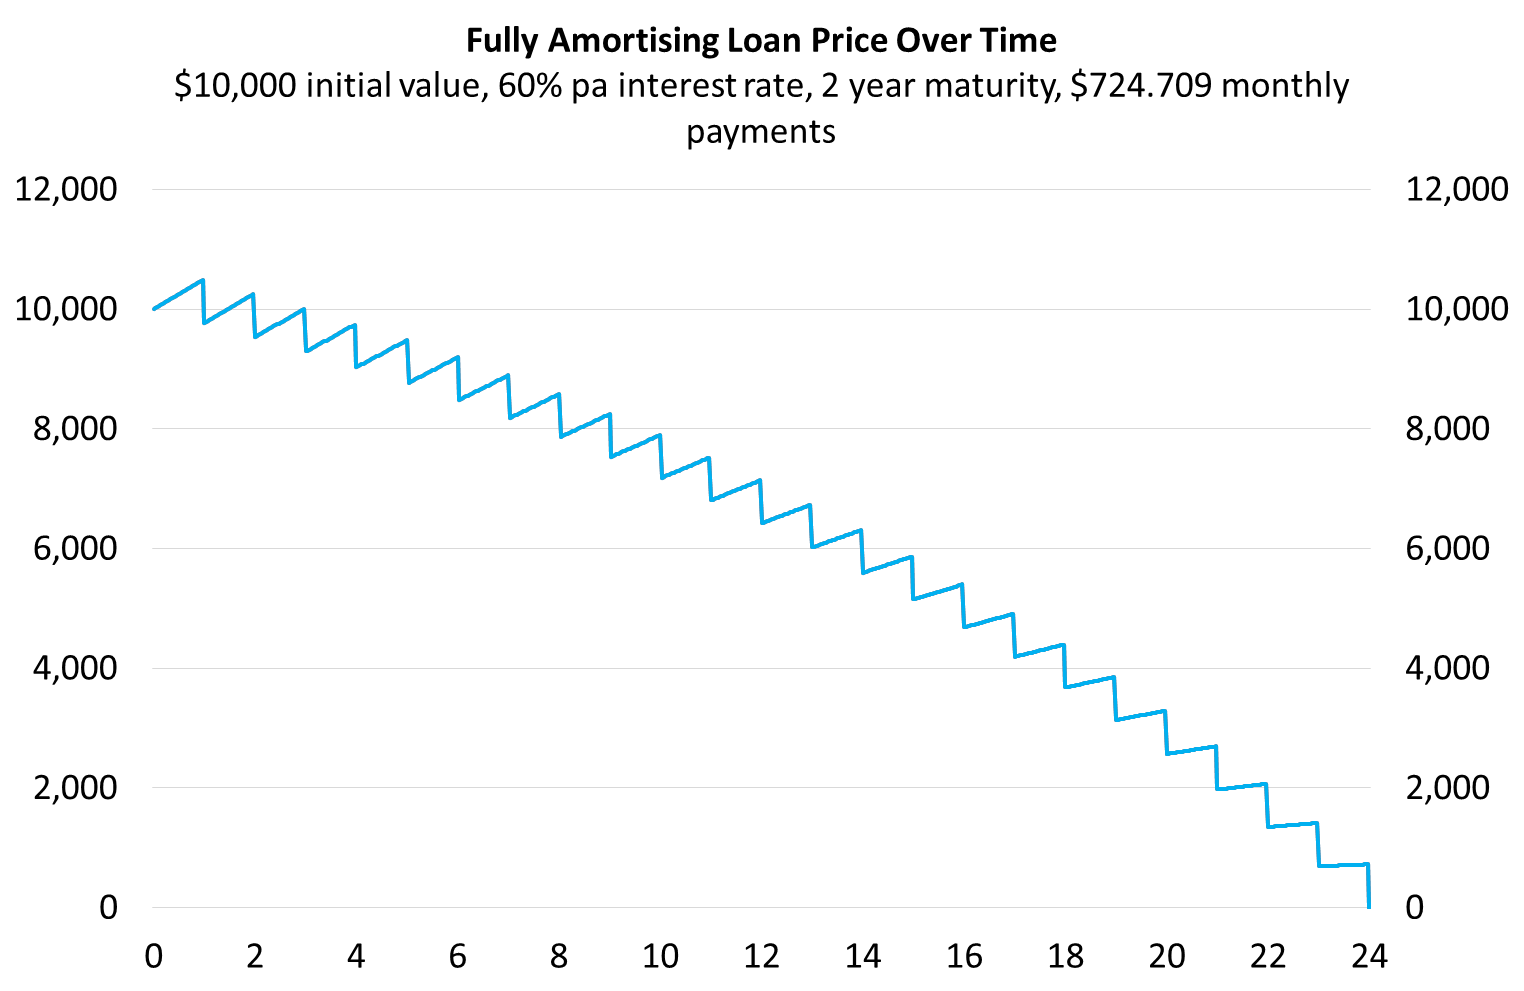 Fully Amortising Loan Price Over Time
$10,000 initial value, 60% pa interest rate, 2 year maturity, $724.709 monthly
payments
12,000 12,000
10,000 10,000
8,000 8,000
6,000 6,000
4,000 4,000
2,000 2,000
0 0
0 2 4 6 8 10 12 14 16 18 20 22 24